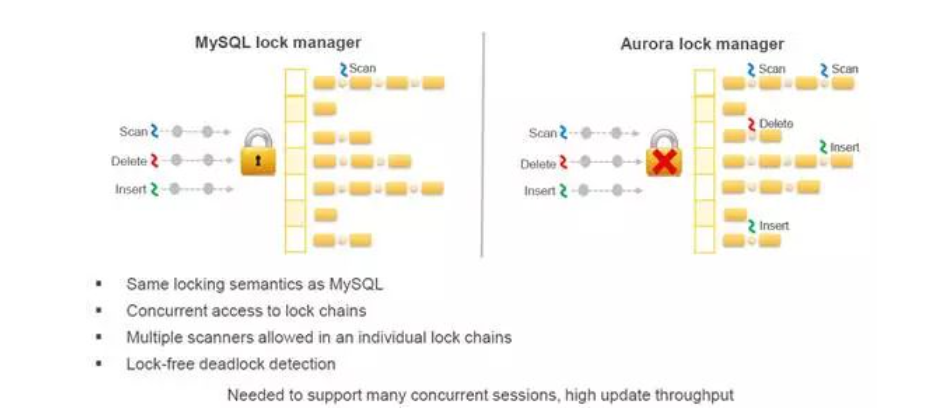 MySQL lock manager
Aurora lock manager
Scan
Scan
Scan
Scan
Delete
Insert
Scan
Delete
Insert
Delete
Insert
Insert
▪ Same locking semantics as MySQL
▪ Concurrent access to lock chains
▪ Multiple scanners allowed in an individual lock chains
▪ Lock-free deadlock detection
Needed to support many concurrent sessions, high update throughput